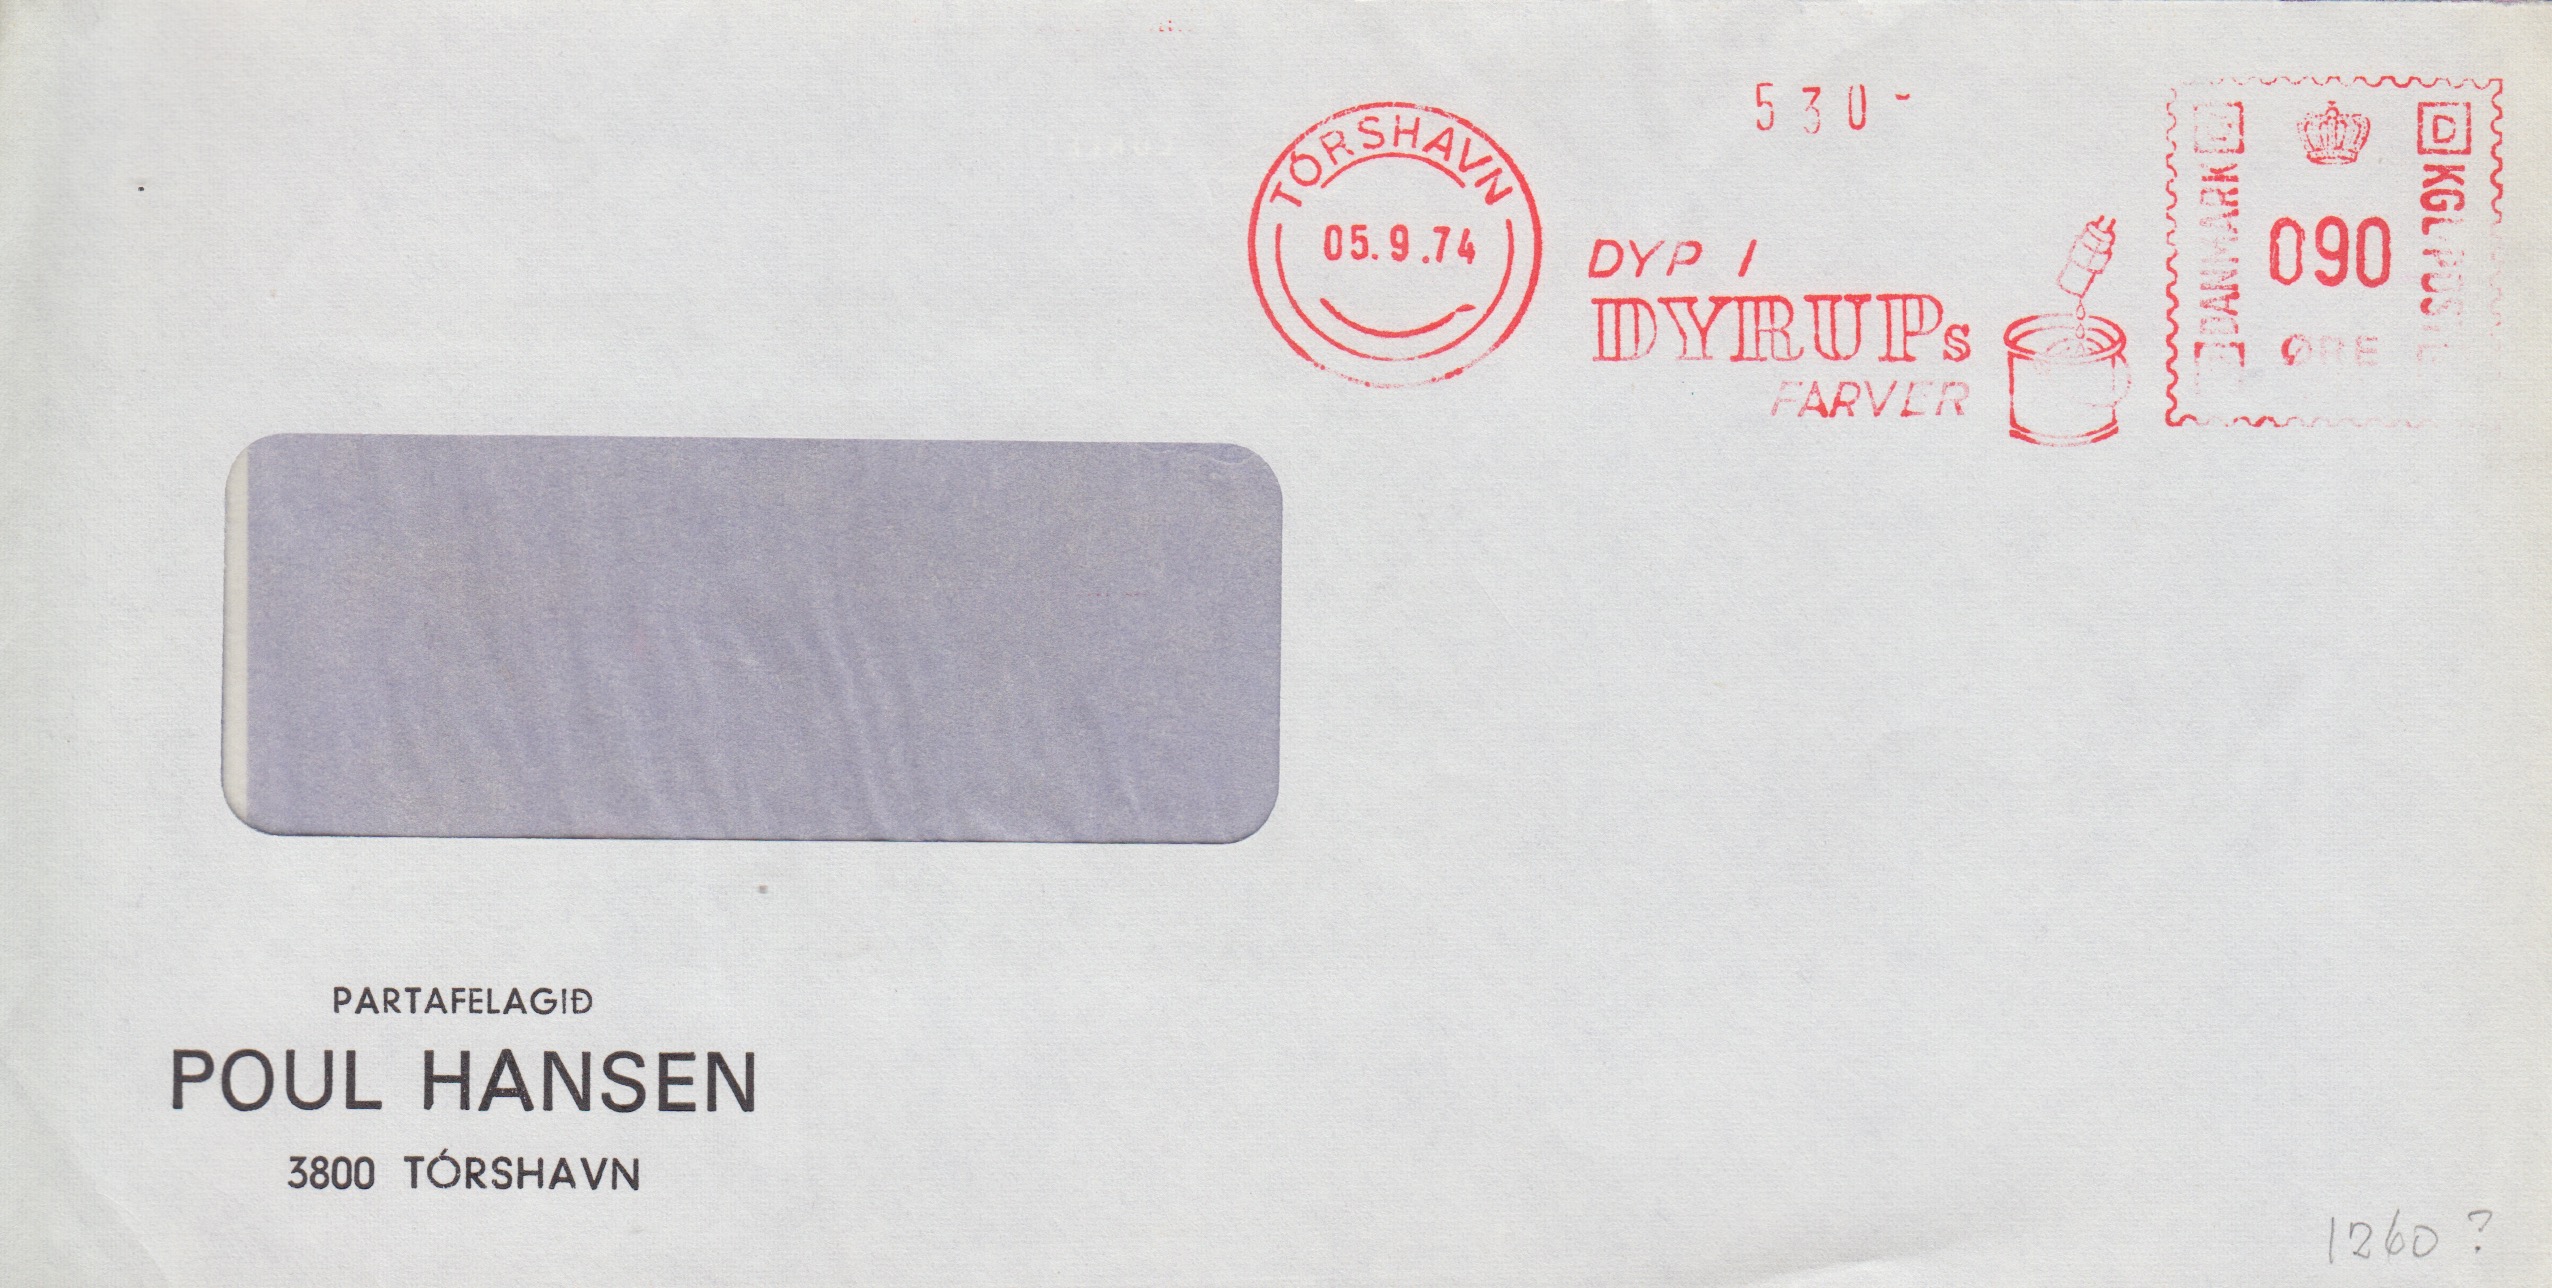 530-
TÓRSHAVN
05.9.74
DYP I
DYRUPs
FARVER
DANMARK
D
KGL POST
090
ØRE
PARTAFELAGIÐ
POUL HANSEN
3800 TÓRSHAVN
1260 ?